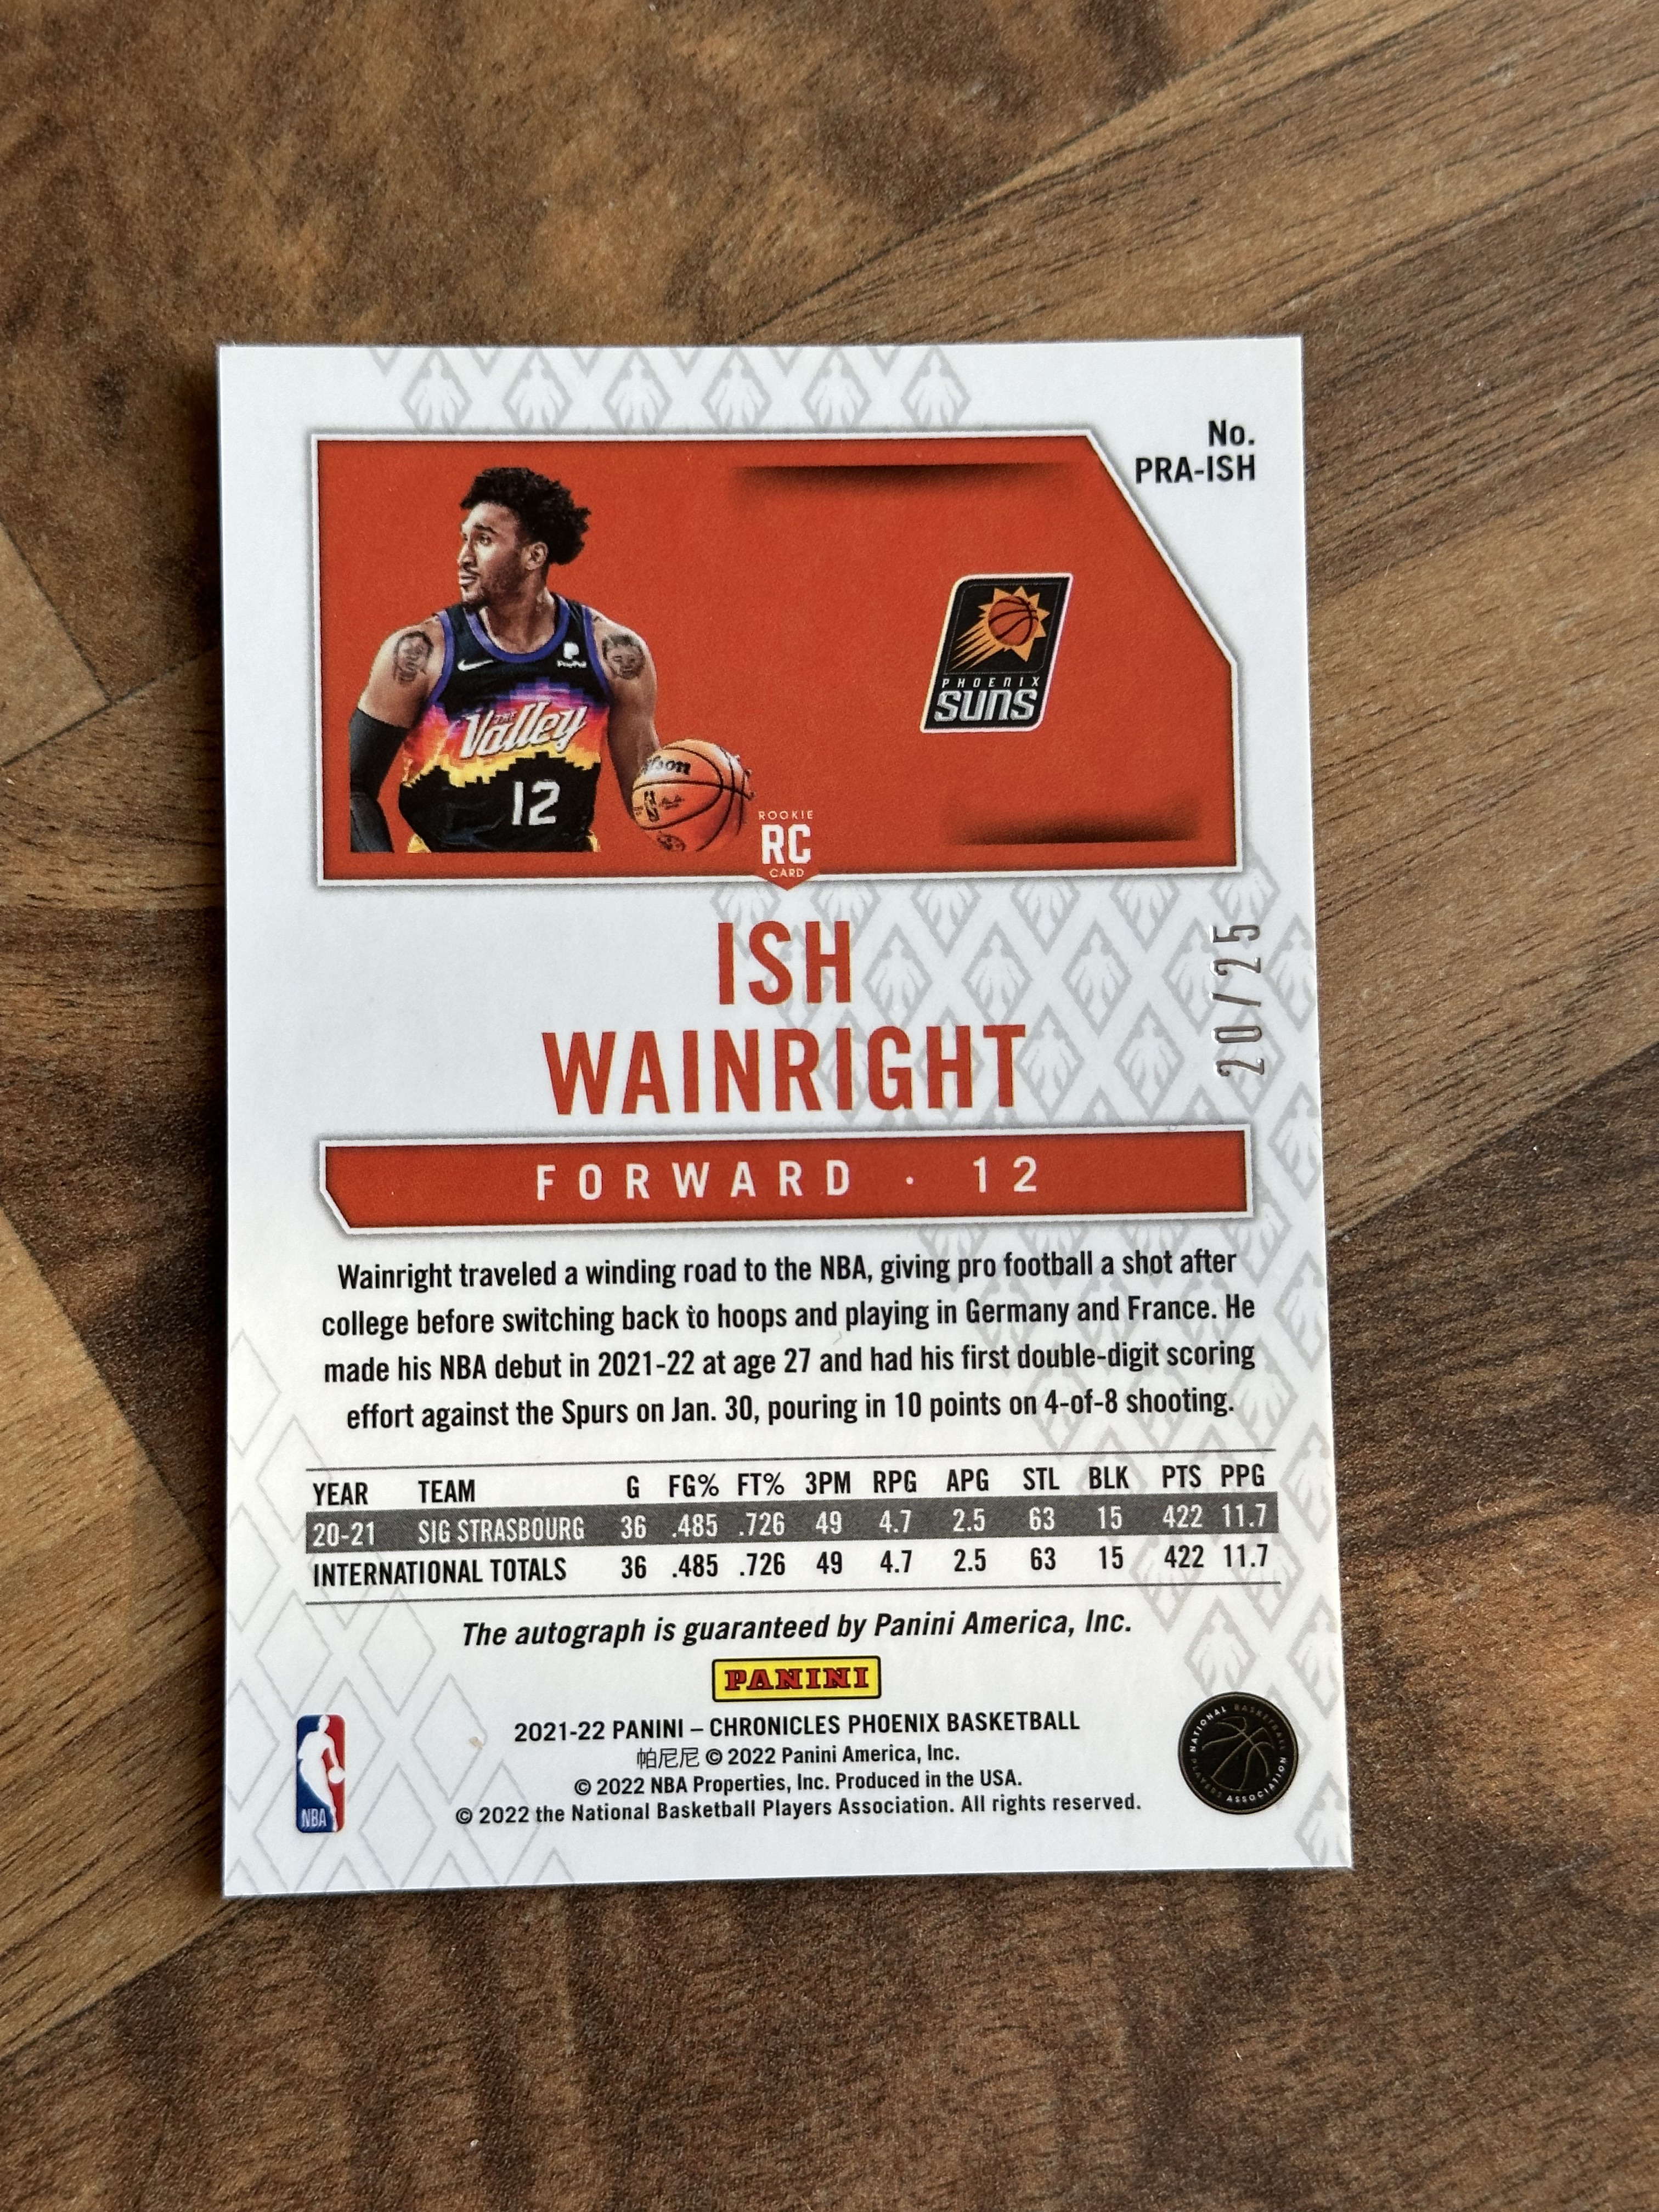 No.
PRA-ISH
PHOENIX
SUNS
PayPal
The
Valley
12
Wilson
ROOKIE
RC
CARD
ISH
WAINRIGHT
20/25
FORWARD · 12
Wainright traveled a winding road to the NBA, giving pro football a shot after
college before switching back to hoops and playing in Germany and France. He
made his NBA debut in 2021-22 at age 27 and had his first double-digit scoring
effort against the Spurs on Jan. 30, pouring in 10 points on 4-of-8 shooting.
YEAR TEAM G FG% FT% 3PM RPG APG STL BLK PTS PPG
20-21 SIG STRASBOURG 36 .485 .726 49 4.7 2.5 63 15 422 11.7
INTERNATIONAL TOTALS 36 .485 .726 49 4.7 2.5 63 15 422 11.7
The autograph is guaranteed by Panini America, Inc.
PANINI
2021-22 PANINI – CHRONICLES PHOENIX BASKETBALL
帕尼尼 © 2022 Panini America, Inc.
© 2022 NBA Properties, Inc. Produced in the USA.
© 2022 the National Basketball Players Association. All rights reserved.
NBA
NATIONAL BASKETBALL
PLAYERS ASSOCIATION